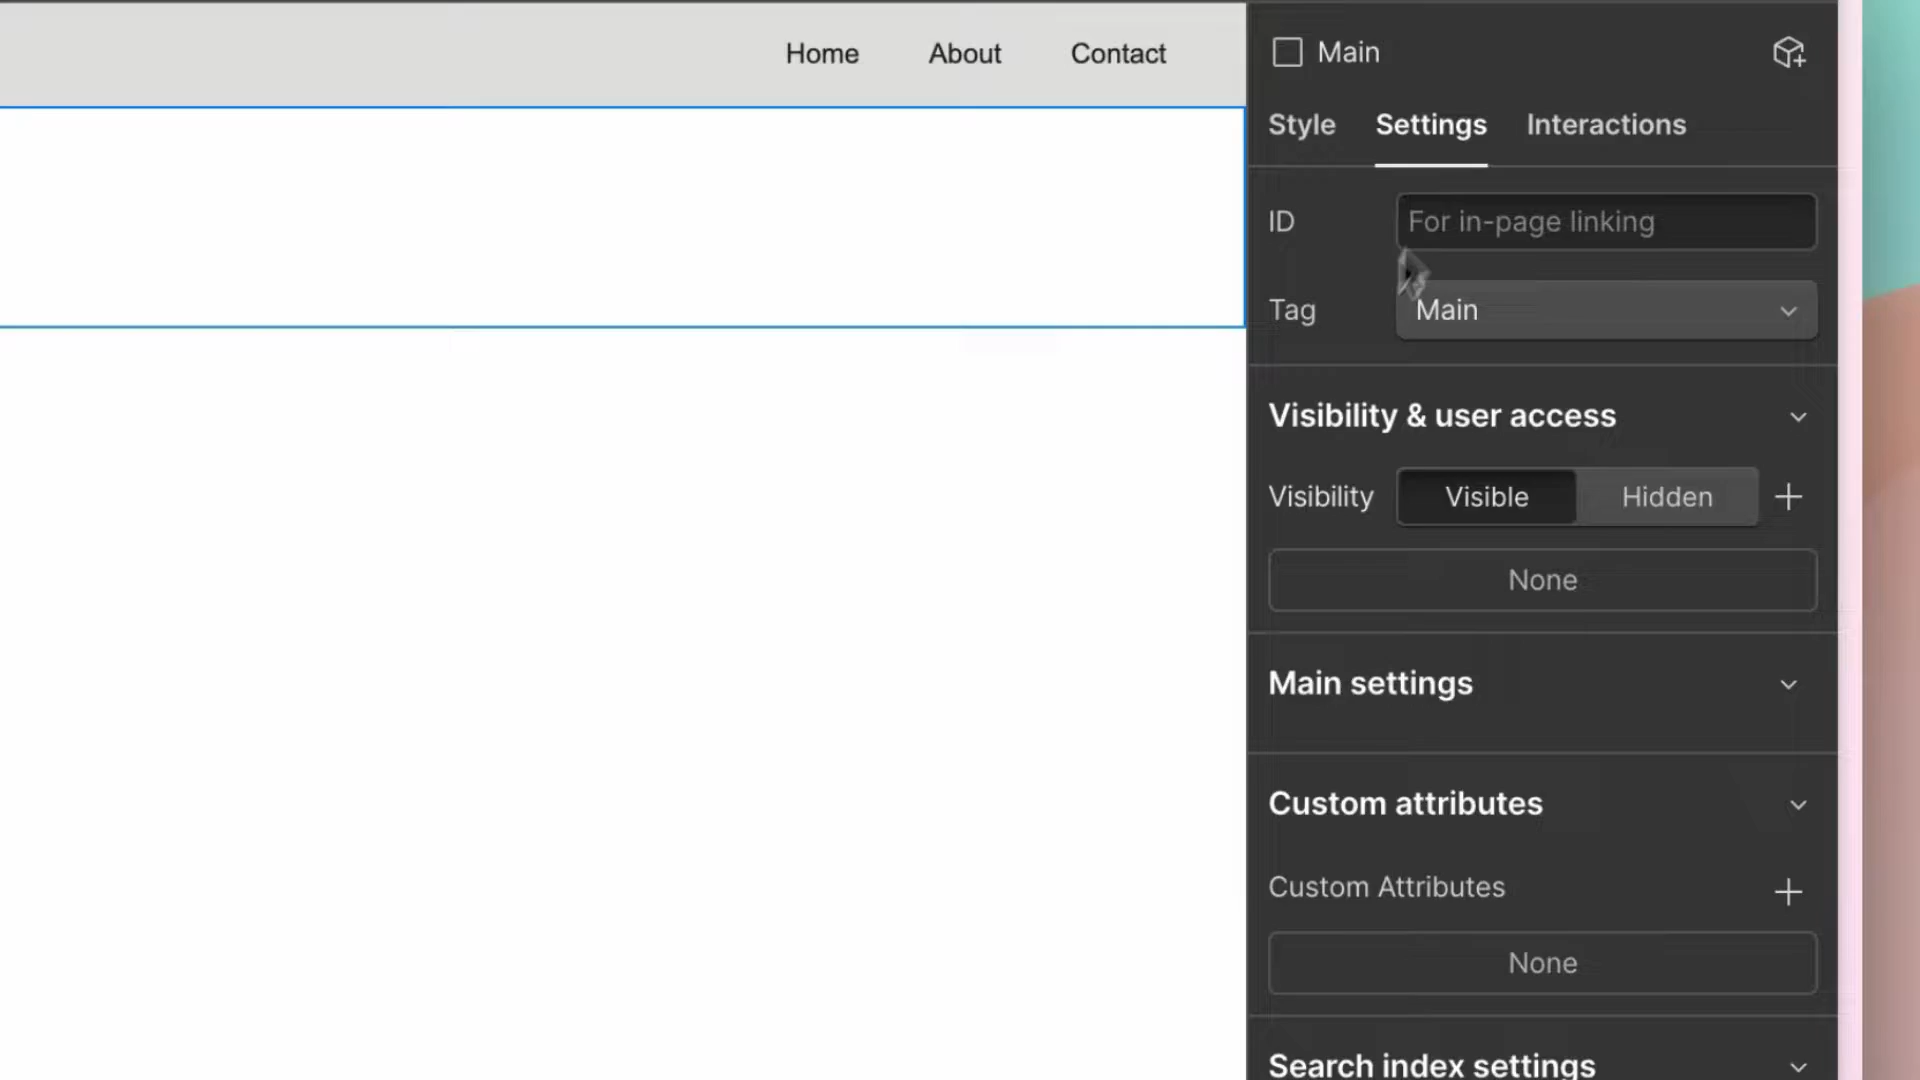 Home About Contact
Main
Style Settings Interactions
ID For in-page linking
Tag Main
Visibility & user access
Visibility Visible Hidden
None
Main settings
Custom attributes
Custom Attributes
None
Search index settings